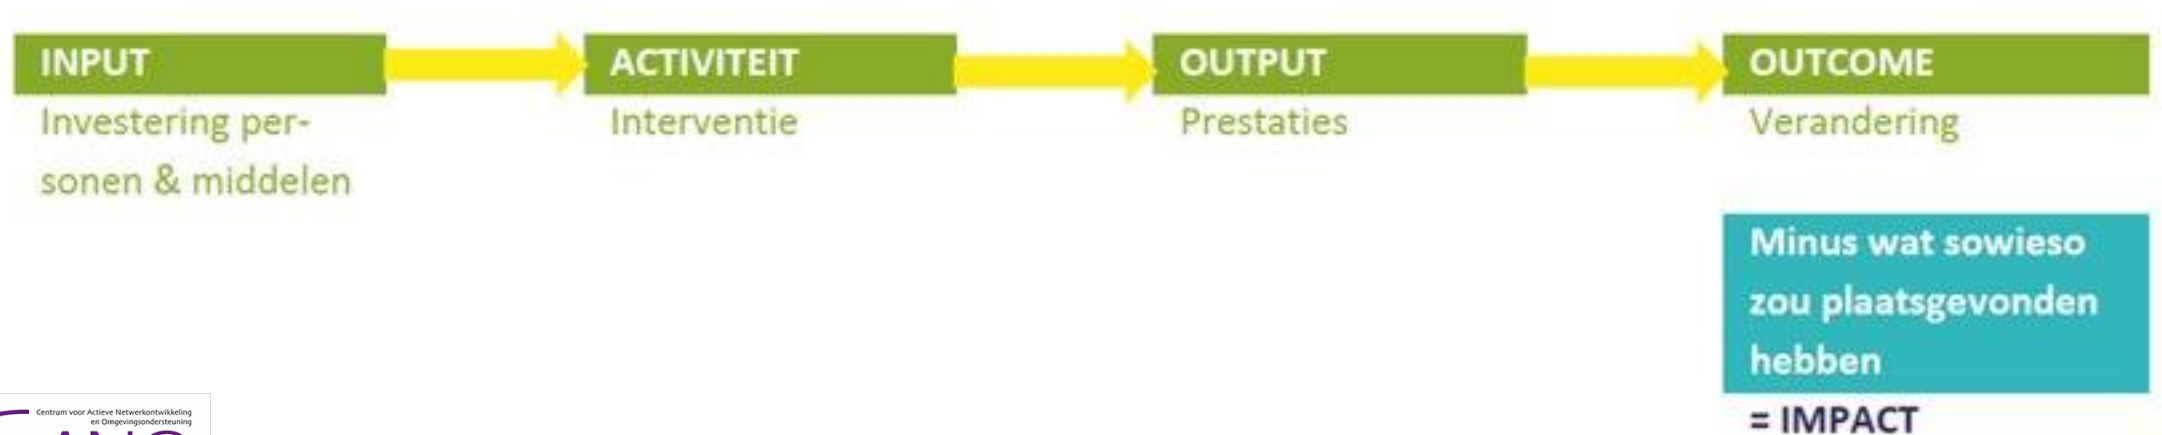 INPUT
Investering per-
sonen & middelen
ACTIVITEIT
Interventie
OUTPUT
Prestaties
OUTCOME
Verandering
Minus wat sowieso
zou plaatsgevonden
hebben
= IMPACT
Centrum voor Actieve Netwerkontwikkeling
en Omgevingsondersteuning